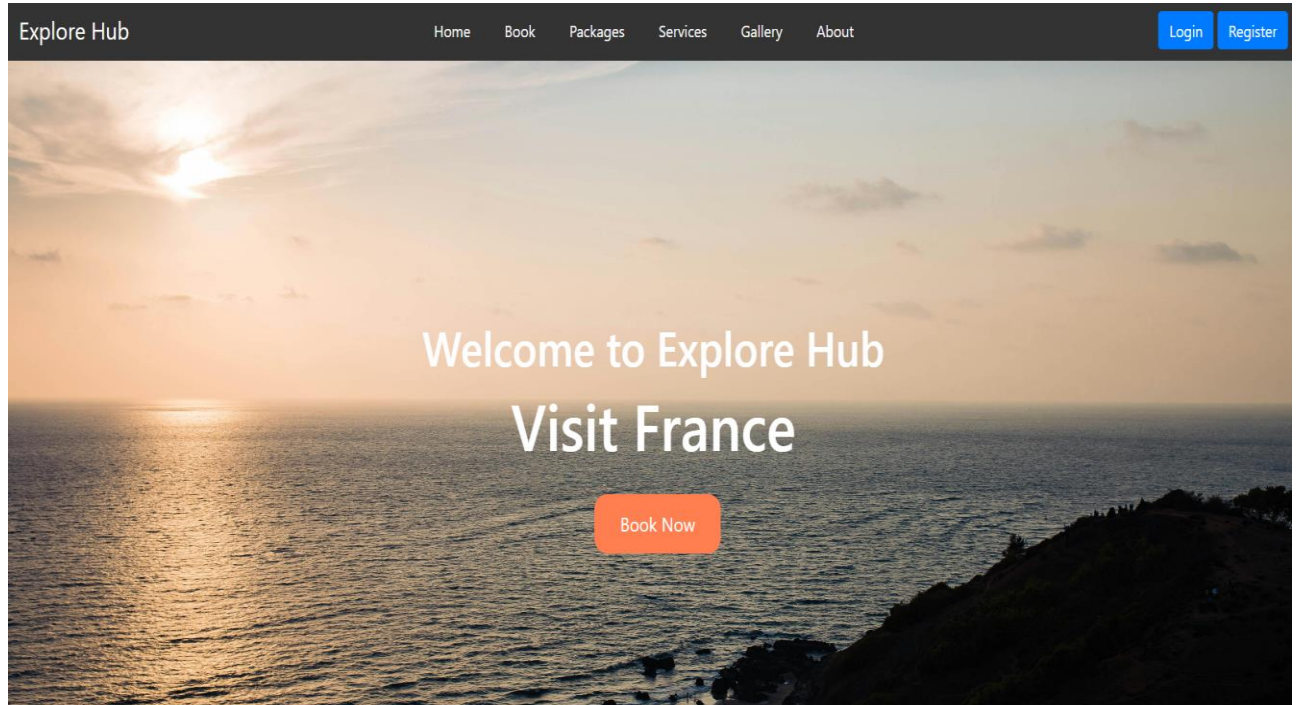 Explore Hub Home Book Packages Services Gallery About Login Register
Welcome to Explore Hub
Visit France
Book Now